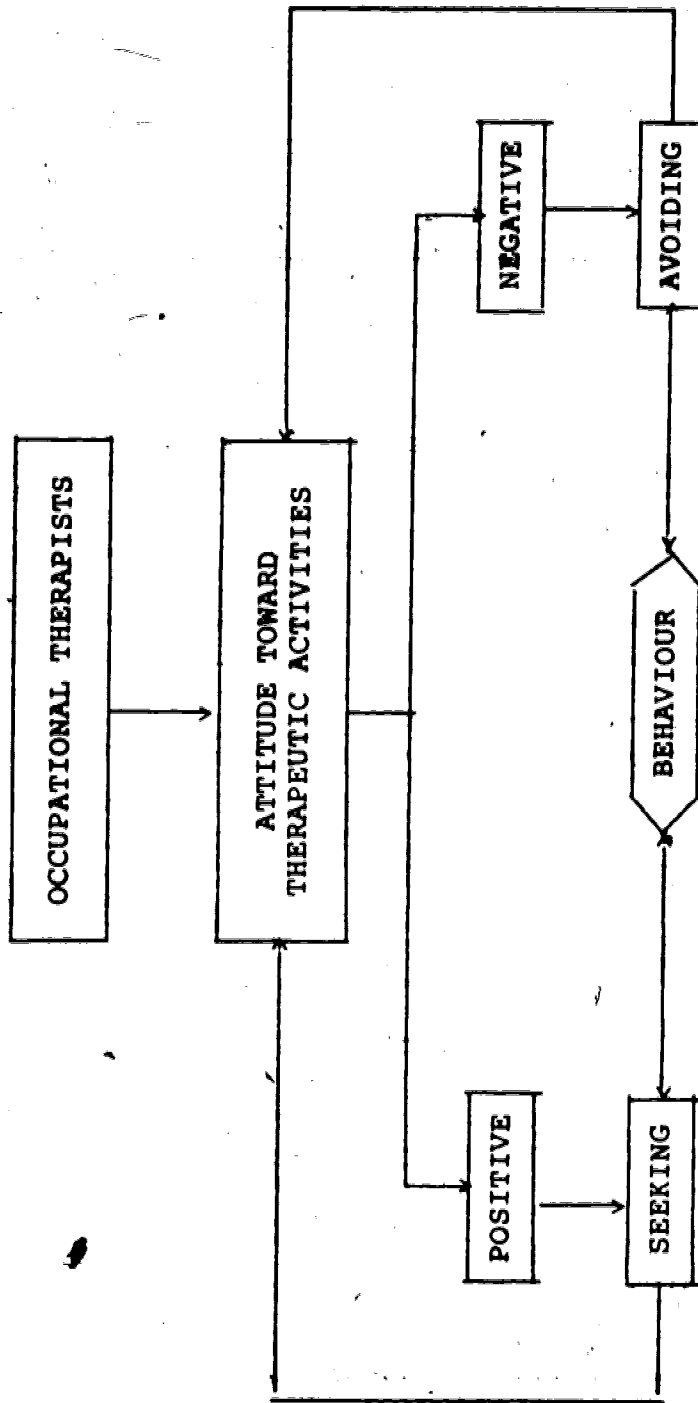 OCCUPATIONAL THERAPISTS
ATTITUDE TOWARD
THERAPEUTIC ACTIVITIES
POSITIVE
NEGATIVE
SEEKING
BEHAVIOUR
AVOIDING